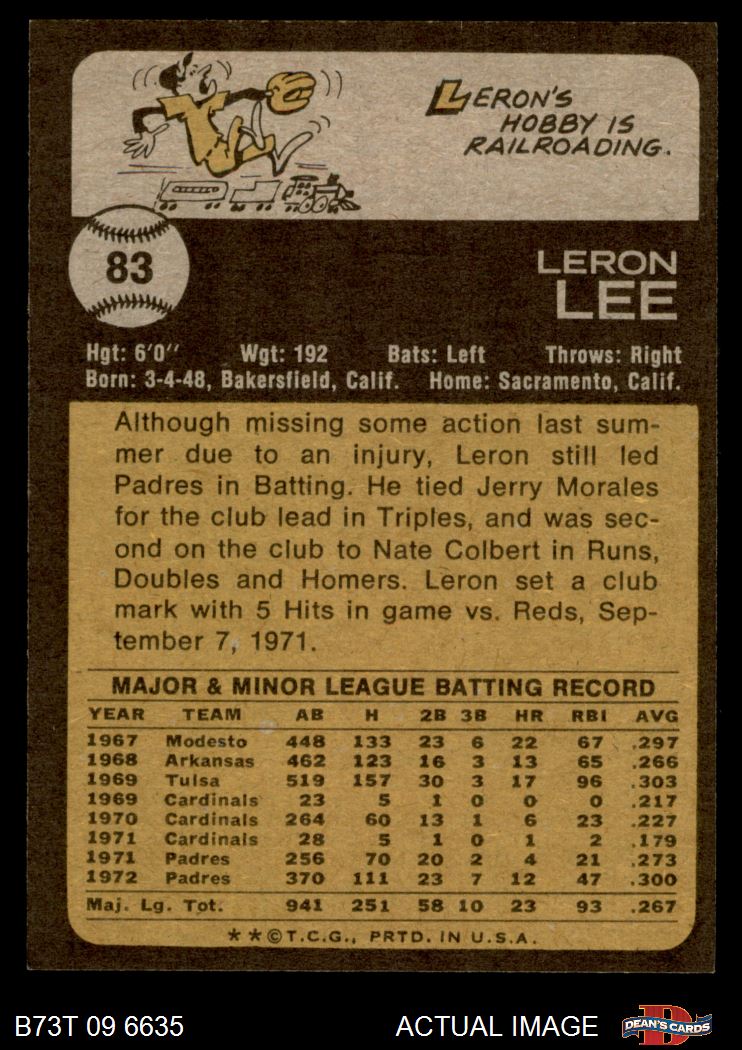 LERON'S
HOBBY IS
RAILROADING.
83
LERON
LEE
Hgt: 6'0'' Wgt: 192 Bats: Left Throws: Right
Born: 3-4-48, Bakersfield, Calif. Home: Sacramento, Calif.
Although missing some action last sum-
mer due to an injury, Leron still led
Padres in Batting. He tied Jerry Morales
for the club lead in Triples, and was sec-
ond on the club to Nate Colbert in Runs,
Doubles and Homers. Leron set a club
mark with 5 Hits in game vs. Reds, Sep-
tember 7, 1971.
MAJOR & MINOR LEAGUE BATTING RECORD
YEAR TEAM AB H 2B 3B HR RBI AVG
1967 Modesto 448 133 23 6 22 67 .297
1968 Arkansas 462 123 16 3 13 65 .266
1969 Tulsa 519 157 30 3 17 96 .303
1969 Cardinals 23 5 1 0 0 0 .217
1970 Cardinals 264 60 13 1 6 23 .227
1971 Cardinals 28 5 1 0 1 2 .179
1971 Padres 256 70 20 2 4 21 .273
1972 Padres 370 111 23 7 12 47 .300
Maj. Lg. Tot. 941 251 58 10 23 93 .267
**©T.C.G., PRTD. IN U.S.A.
B73T 09 6635 ACTUAL IMAGE D DEAN'S CARDS